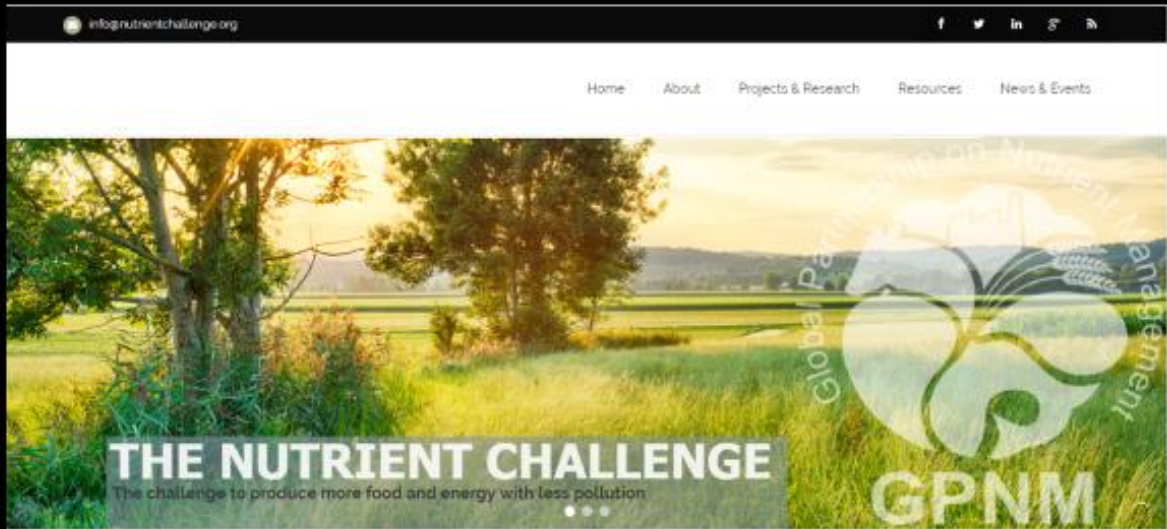 info@nutrientchallenge.org
Home About Projects & Research Resources News & Events
Global Partnership on Nutrient Management
THE NUTRIENT CHALLENGE
The challenge to produce more food and energy with less pollution
GPNM